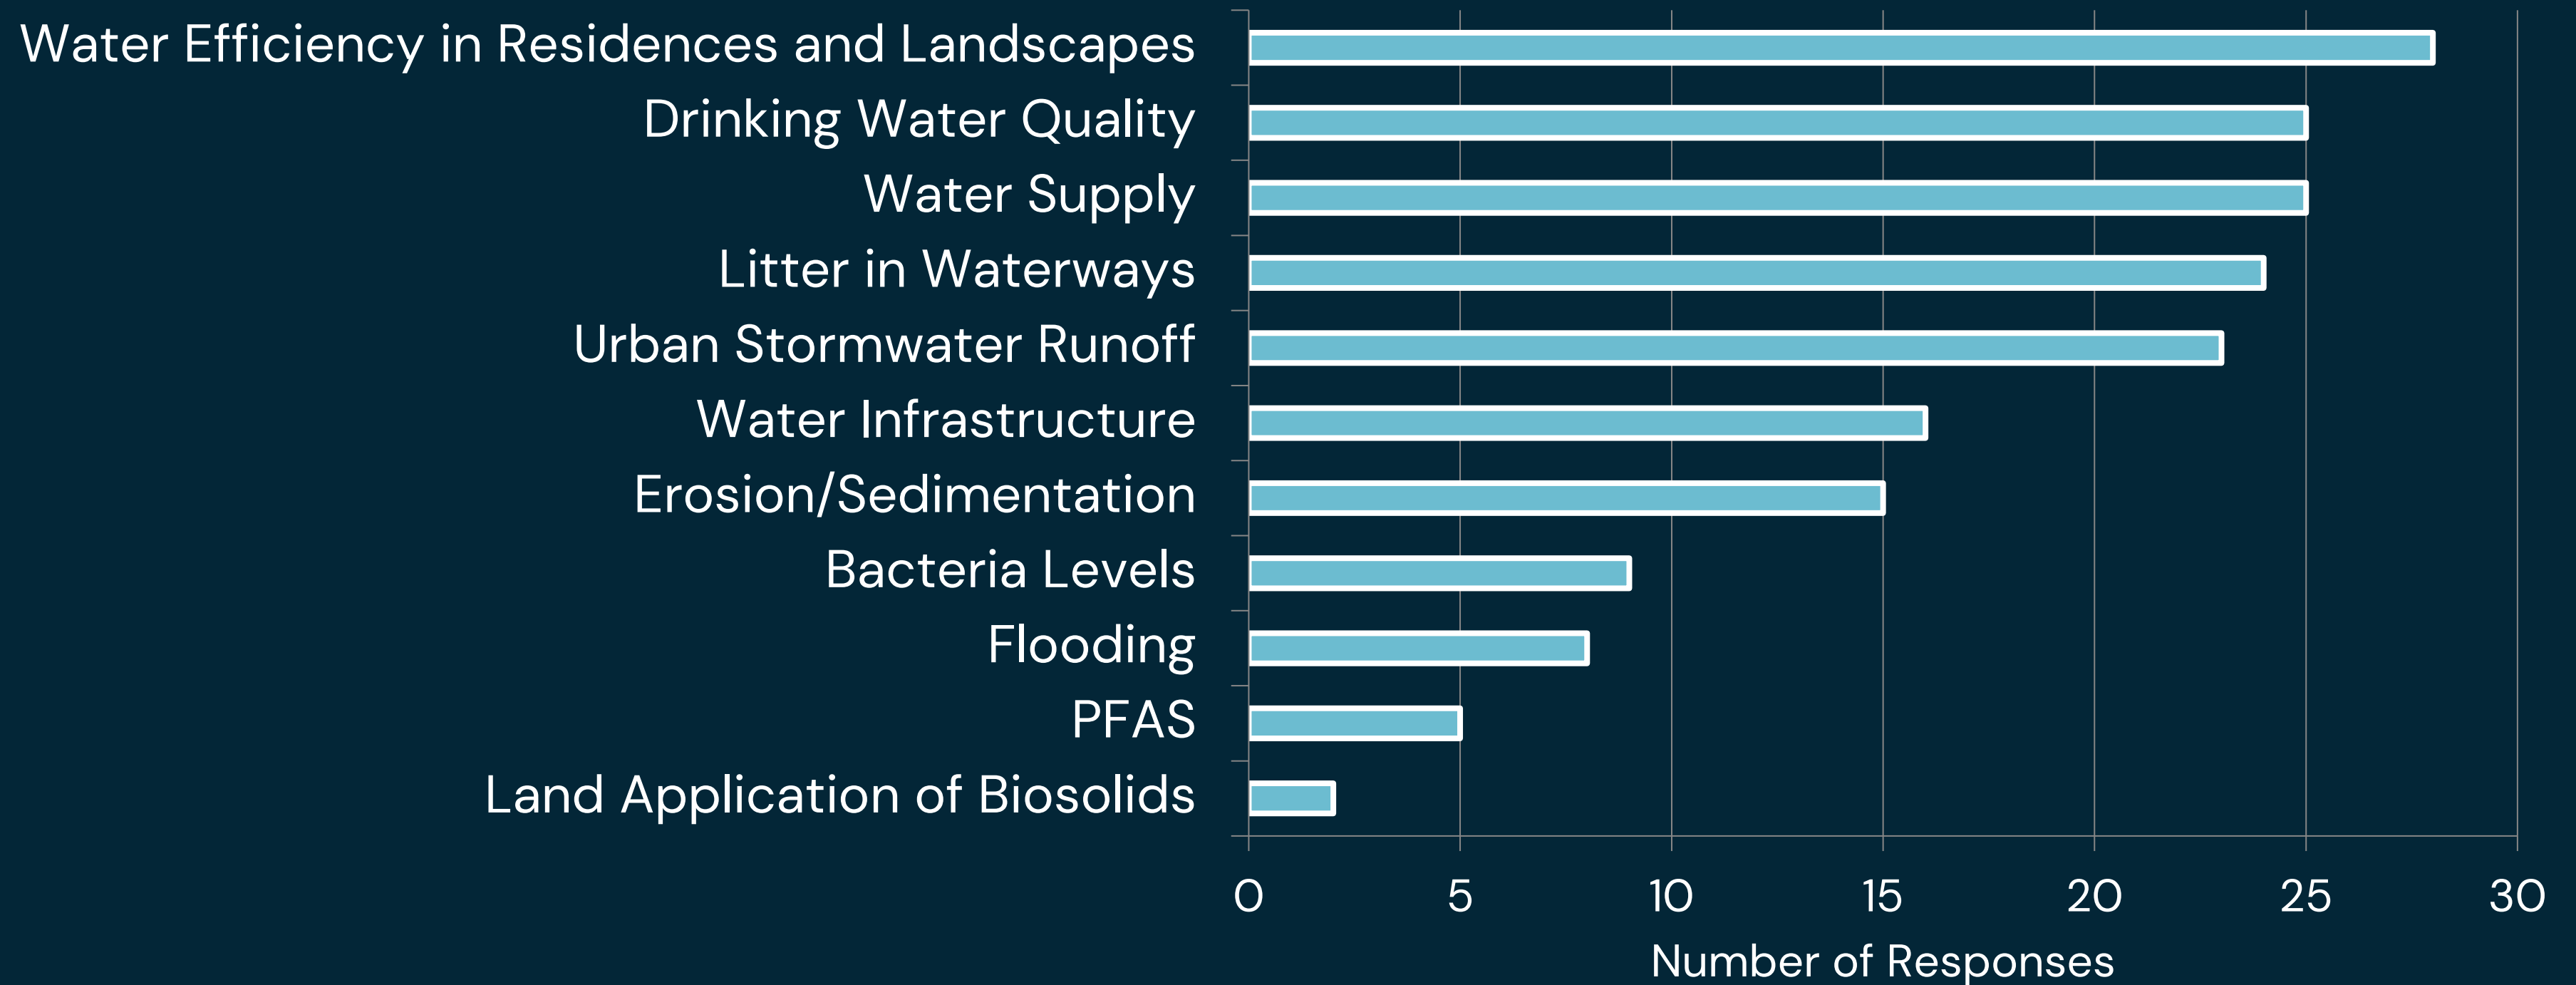 Water Efficiency in Residences and Landscapes
Drinking Water Quality
Water Supply
Litter in Waterways
Urban Stormwater Runoff
Water Infrastructure
Erosion/Sedimentation
Bacteria Levels
Flooding
PFAS
Land Application of Biosolids
0 5 10 15 20 25 30
Number of Responses